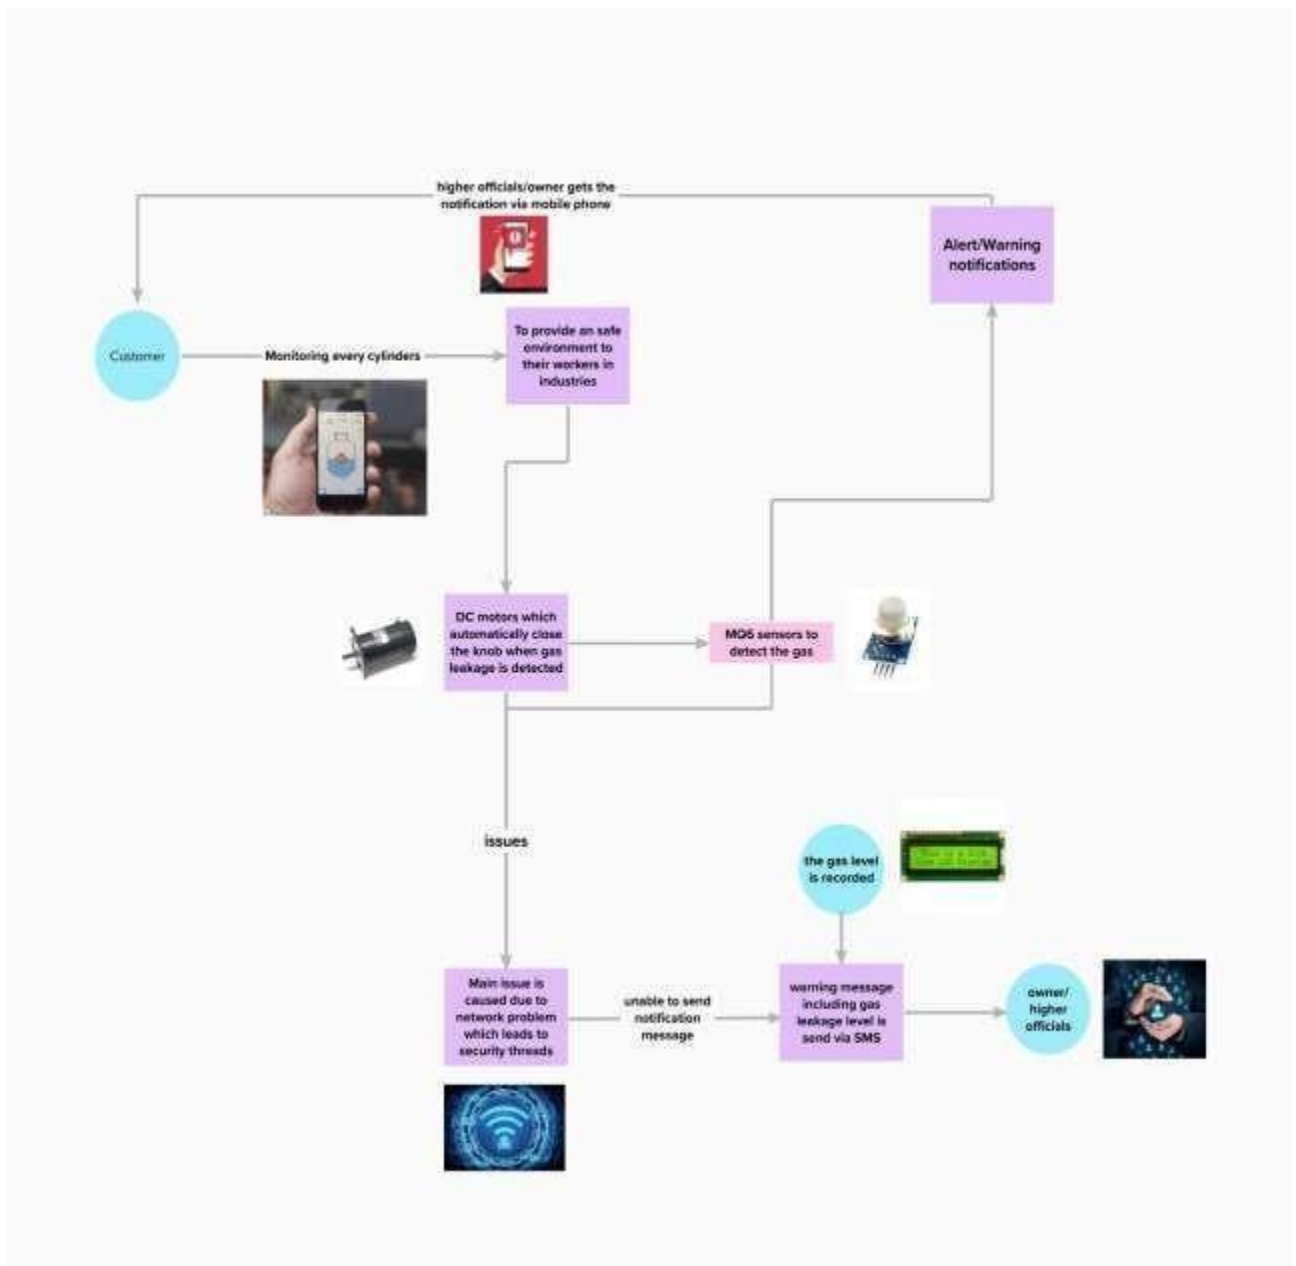 higher officials/owner gets the
notification via mobile phone
Alert/Warning
notifications
Customer
Monitoring every cylinders
To provide an safe
environment to
their workers in
industries
DC motors which
automatically close
the knob when gas
leakage is detected
MQ6 sensors to
detect the gas
issues
the gas level
is recorded
Main issue is
caused due to
network problem
which leads to
security threads
unable to send
notification
message
warning message
including gas
leakage level is
send via SMS
owner/
higher
officials